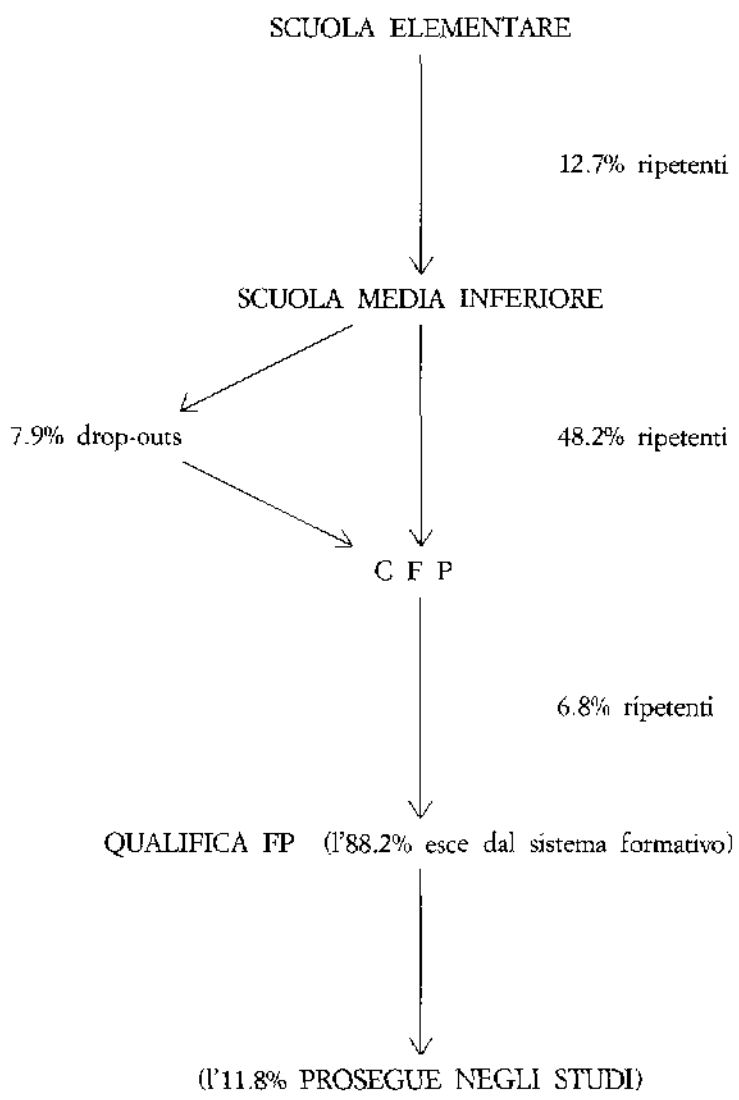 SCUOLA ELEMENTARE
12.7% ripetenti
SCUOLA MEDIA INFERIORE
7.9% drop-outs
48.2% ripetenti
C F P
6.8% ripetenti
QUALIFICA FP (l'88.2% esce dal sistema formativo)
(l'11.8% PROSEGUE NEGLI STUDI)